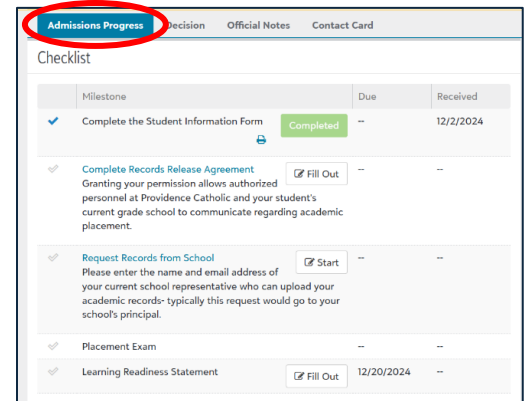 Admissions Progress Decision Official Notes Contact Card
Checklist
Milestone Due Received
Complete the Student Information Form Completed -- 12/2/2024
Complete Records Release Agreement Fill Out -- --
Granting your permission allows authorized
personnel at Providence Catholic and your student's
current grade school to communicate regarding academic
placement.
Request Records from School Start -- --
Please enter the name and email address of
your current school representative who can upload your
academic records- typically this request would go to your
school's principal.
Placement Exam -- --
Learning Readiness Statement Fill Out 12/20/2024 --